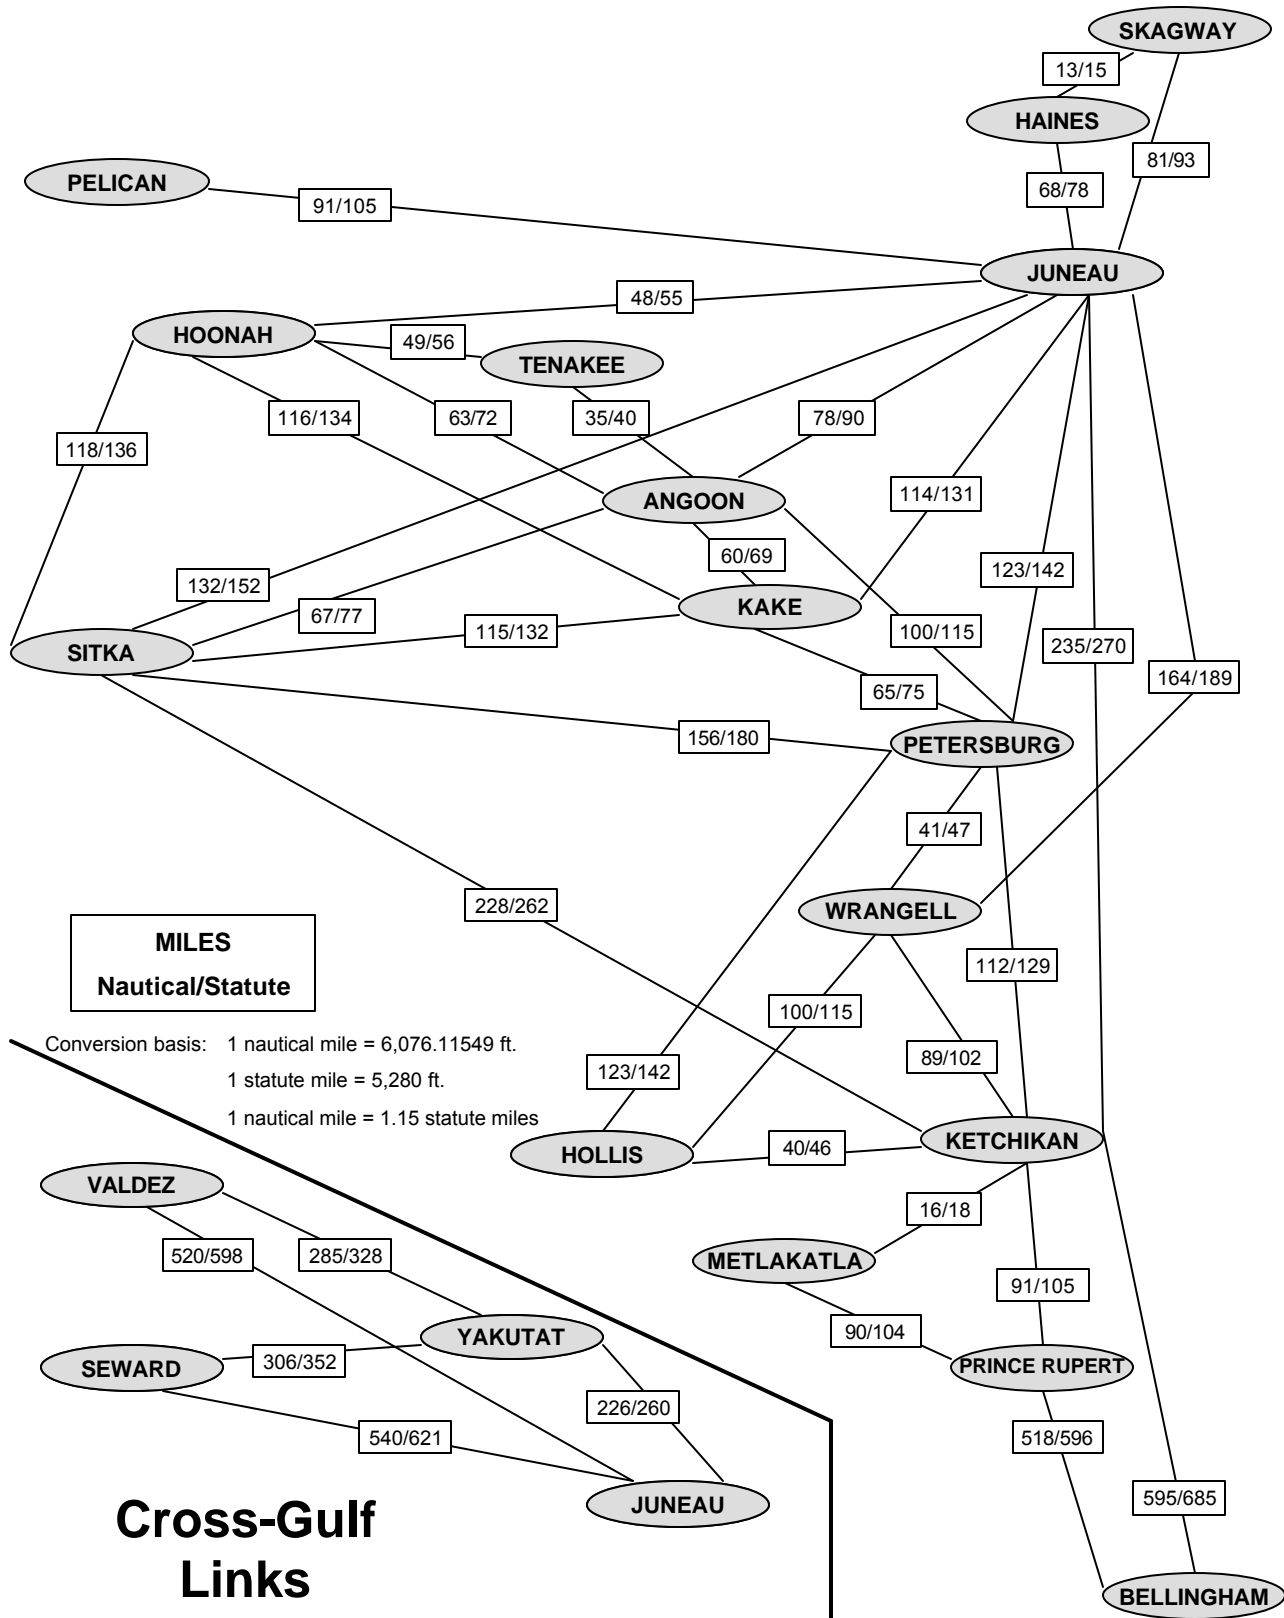 SKAGWAY
13/15
HAINES
81/93
PELICAN
68/78
91/105
JUNEAU
48/55
HOONAH
49/56
TENAKEE
116/134
63/72
35/40
78/90
118/136
ANGOON
114/131
60/69
123/142
132/152
KAKE
67/77
115/132
100/115
SITKA
235/270
164/189
65/75
156/180
PETERSBURG
41/47
228/262
WRANGELL
MILES
Nautical/Statute
112/129
100/115
Conversion basis: 1 nautical mile = 6,076.11549 ft.
1 statute mile = 5,280 ft.
1 nautical mile = 1.15 statute miles
123/142
89/102
HOLLIS
40/46
KETCHIKAN
VALDEZ
16/18
520/598
285/328
METLAKATLA
91/105
90/104
YAKUTAT
SEWARD
306/352
PRINCE RUPERT
226/260
540/621
518/596
JUNEAU
595/685
Cross-Gulf
Links
BELLINGHAM